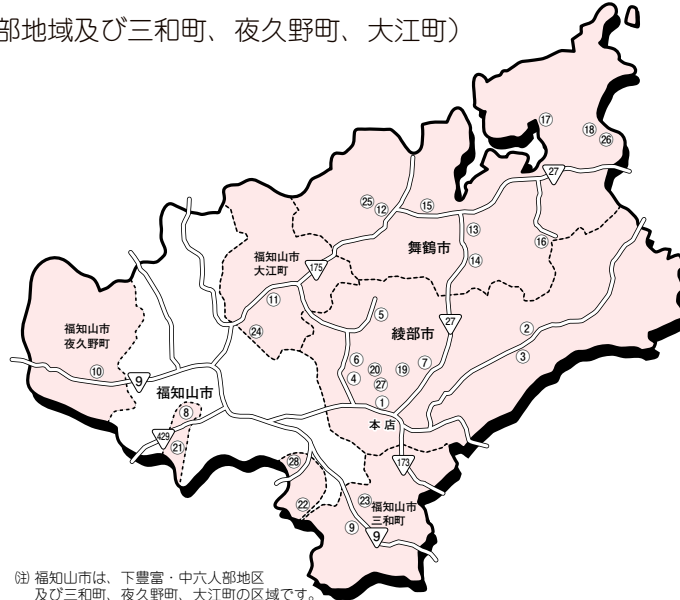 部地域及び三和町、夜久野町、大江町）
⑰
⑱
㉖
27
㉕
⑫
⑮
⑬
舞鶴市
⑯
⑭
福知山市
大江町
175
⑪
⑤
㉔
綾部市
27
②
③
福知山市
夜久野町
⑩
9
⑥
⑳
⑲
⑦
④
㉗
①
福知山市
⑧
本店
429
㉑
173
㉘
㉒
㉓
福知山市
三和町
⑨
9
㊟ 福知山市は、下豊富・中六人部地区
及び三和町、夜久野町、大江町の区域です。